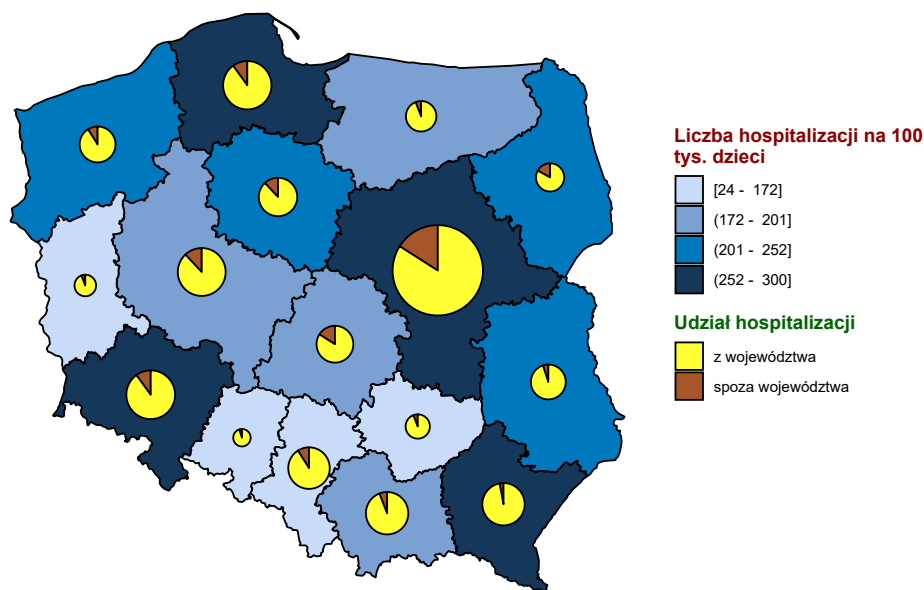 Liczba hospitalizacji na 100
tys. dzieci
[24 - 172]
(172 - 201]
(201 - 252]
(252 - 300]
Udział hospitalizacji
z województwa
spoza województwa